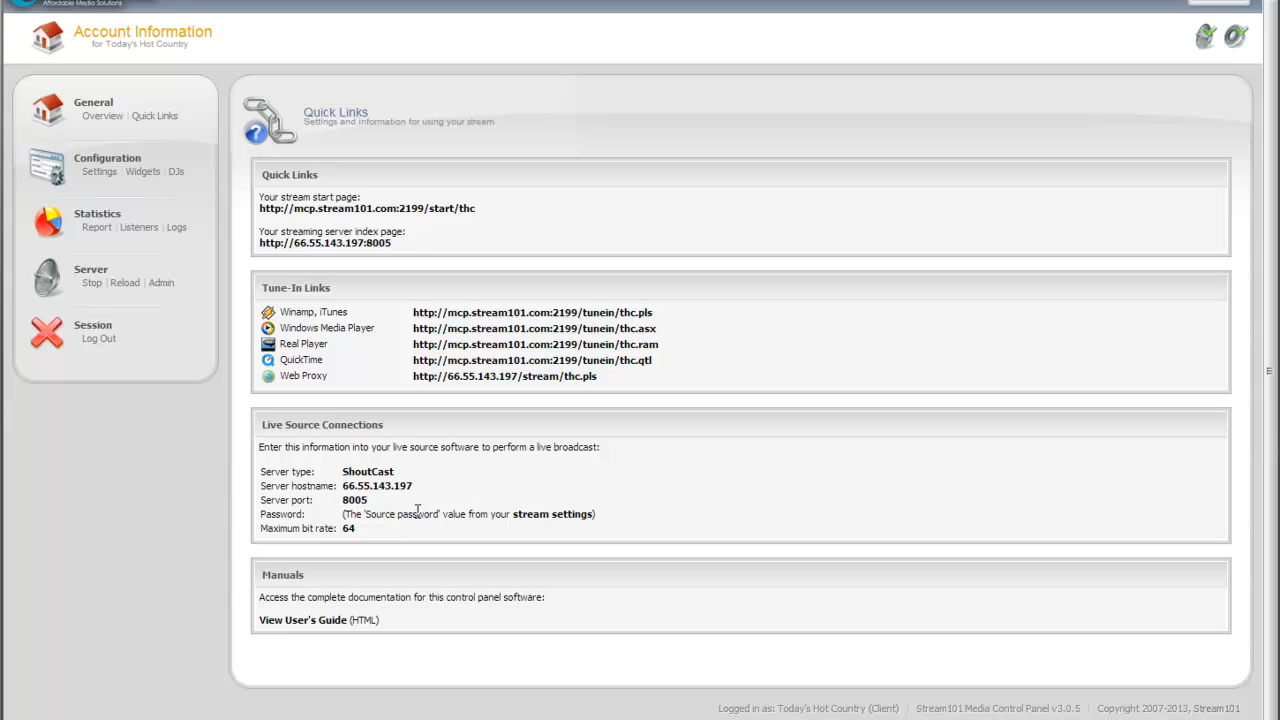 Affordable Media Solutions
Account Information
for Today's Hot Country
General
Overview | Quick Links
Configuration
Settings | Widgets | DJs
Statistics
Report | Listeners | Logs
Server
Stop | Reload | Admin
Session
Log Out
Quick Links
Settings and information for using your stream
Quick Links
Your stream start page:
http://mcp.stream101.com:2199/start/thc
Your streaming server index page:
http://66.55.143.197:8005
Tune-In Links
Winamp, iTunes http://mcp.stream101.com:2199/tunein/thc.pls
Windows Media Player http://mcp.stream101.com:2199/tunein/thc.asx
Real Player http://mcp.stream101.com:2199/tunein/thc.ram
QuickTime http://mcp.stream101.com:2199/tunein/thc.qtl
Web Proxy http://66.55.143.197/stream/thc.pls
Live Source Connections
Enter this information into your live source software to perform a live broadcast:
Server type: ShoutCast
Server hostname: 66.55.143.197
Server port: 8005
Password: (The 'Source password' value from your stream settings)
Maximum bit rate: 64
Manuals
Access the complete documentation for this control panel software:
View User's Guide (HTML)
Logged in as: Today's Hot Country (Client) | Stream101 Media Control Panel v3.0.5 | Copyright 2007-2013, Stream101